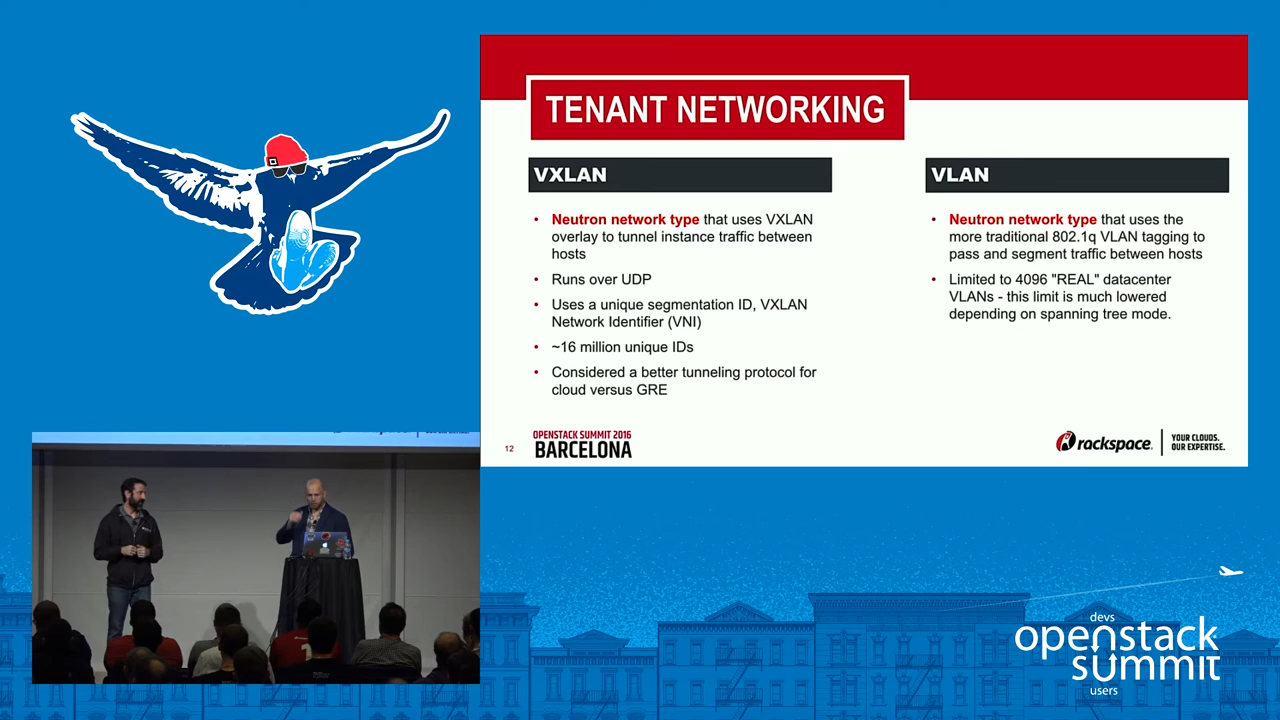 TENANT NETWORKING
VXLAN
• Neutron network type that uses VXLAN
overlay to tunnel instance traffic between
hosts
• Runs over UDP
• Uses a unique segmentation ID, VXLAN
Network Identifier (VNI)
• ~16 million unique IDs
• Considered a better tunneling protocol for
cloud versus GRE
VLAN
• Neutron network type that uses the
more traditional 802.1q VLAN tagging to
pass and segment traffic between hosts
• Limited to 4096 "REAL" datacenter
VLANs - this limit is much lowered
depending on spanning tree mode.
12
OPENSTACK SUMMIT 2016
BARCELONA
rackspace.
YOUR CLOUDS.
OUR EXPERTISE.
devs
openstack
summit
users